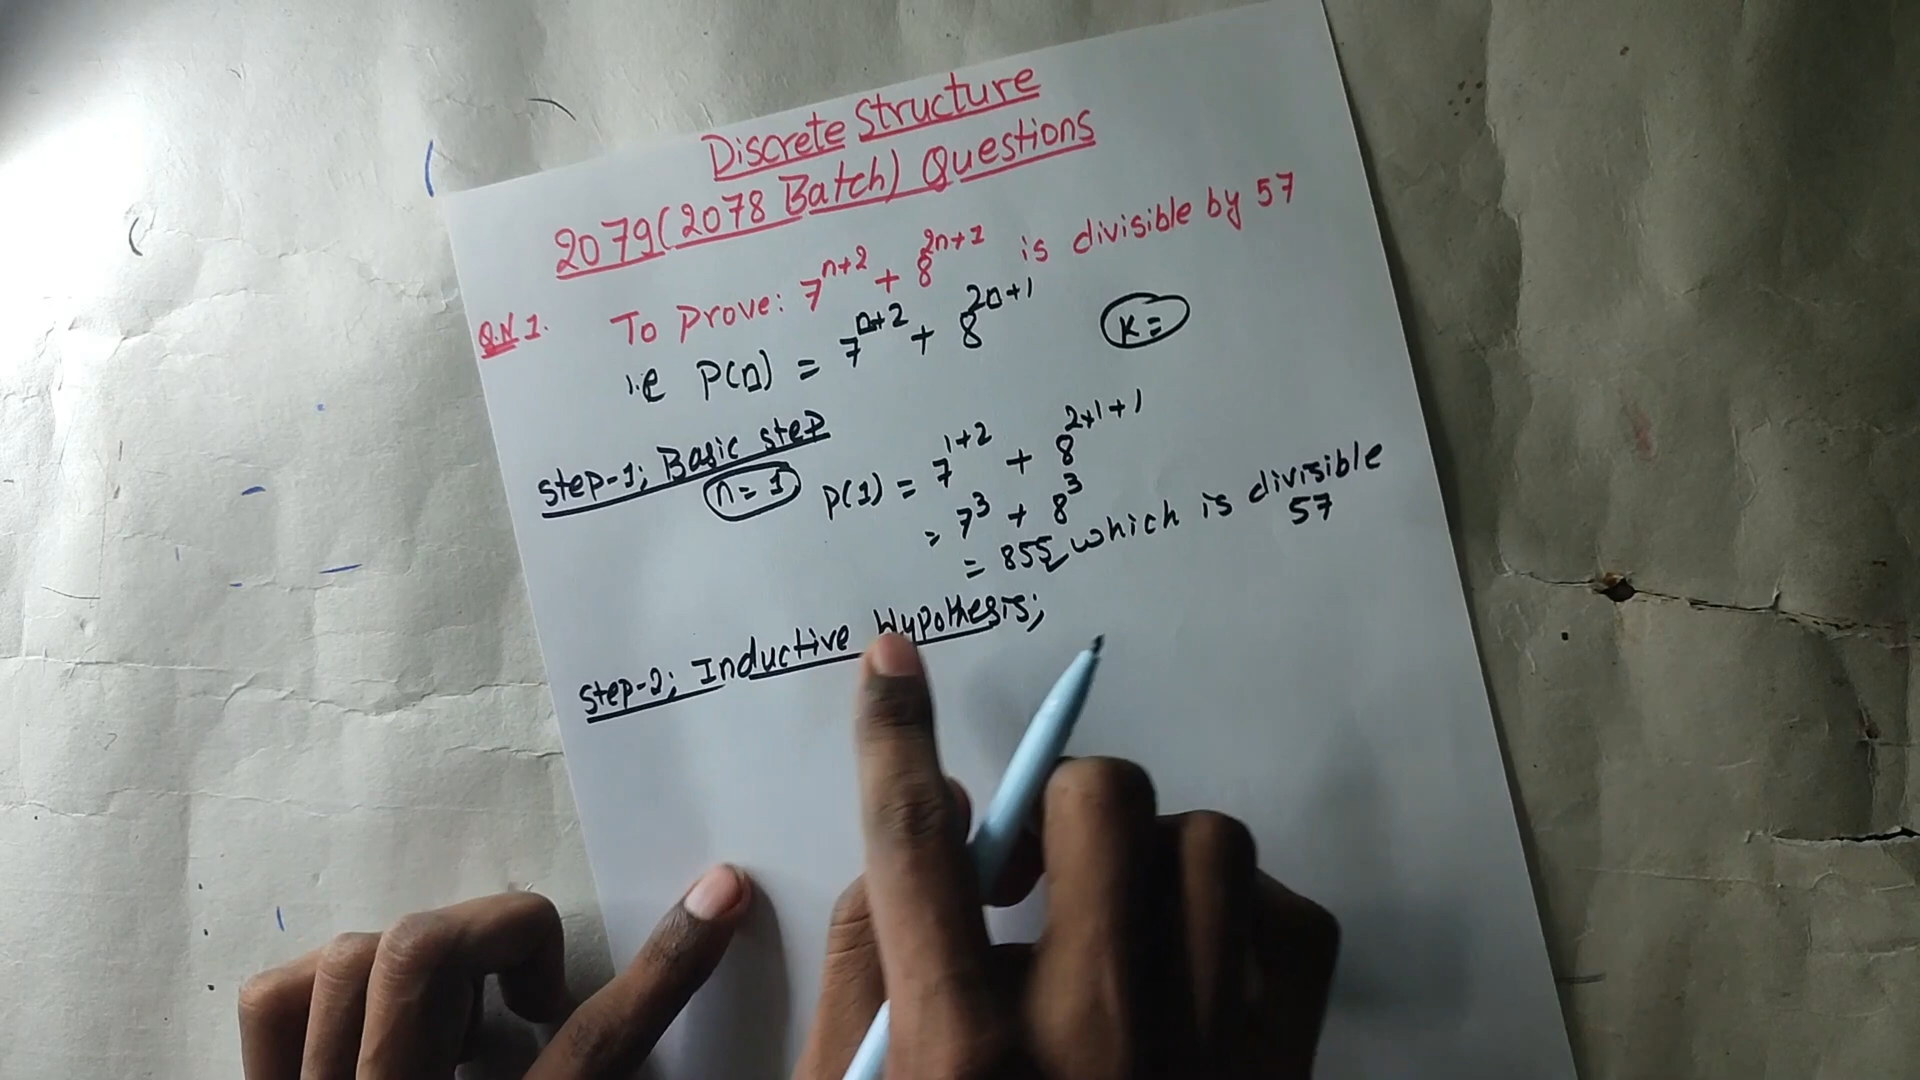 Discrete Structure
2079(2078 Batch) Questions
Q.N 1. To Prove: 7^{n+2} + 8^{2n+1} is divisible by 57
i.e P(n) = 7^{n+2} + 8^{2n+1}
K=
Step-1; Basic step
n=1 P(1) = 7^{1+2} + 8^{2*1+1}
= 7^3 + 8^3
= 855 which is divisible
57
Step-2; Inductive Hypothesis;